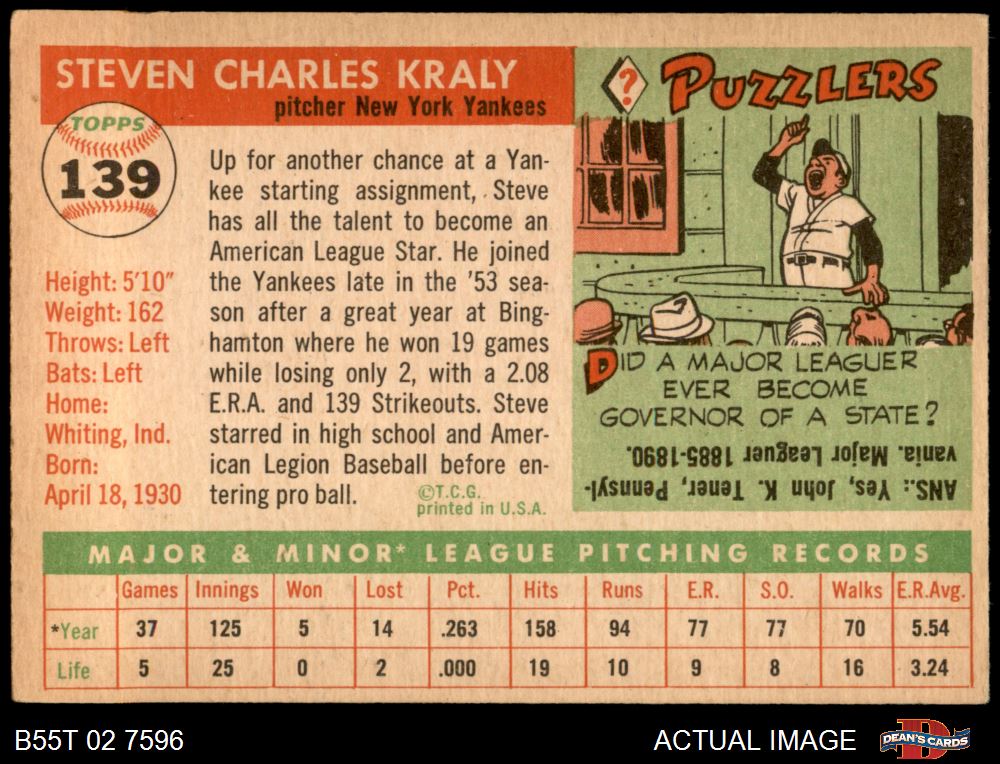 STEVEN CHARLES KRALY
pitcher New York Yankees
TOPPS
139
Height: 5'10"
Weight: 162
Throws: Left
Bats: Left
Home:
Whiting, Ind.
Born:
April 18, 1930
Up for another chance at a Yan-
kee starting assignment, Steve
has all the talent to become an
American League Star. He joined
the Yankees late in the '53 sea-
son after a great year at Bing-
hamton where he won 19 games
while losing only 2, with a 2.08
E.R.A. and 139 Strikeouts. Steve
starred in high school and Amer-
ican Legion Baseball before en-
tering pro ball.
©T.C.G.
printed in U.S.A.
? PUZZLERS
DID A MAJOR LEAGUER
EVER BECOME
GOVERNOR OF A STATE?
ANS.: Yes, John K. Tener, Pennsyl-
vania. Major Leaguer 1885-1890.
MAJOR & MINOR* LEAGUE PITCHING RECORDS
Games Innings Won Lost Pct. Hits Runs E.R. S.O. Walks E.R.Avg.
*Year 37 125 5 14 .263 158 94 77 77 70 5.54
Life 5 25 0 2 .000 19 10 9 8 16 3.24
B55T 02 7596
ACTUAL IMAGE
D
DEAN'S CARDS